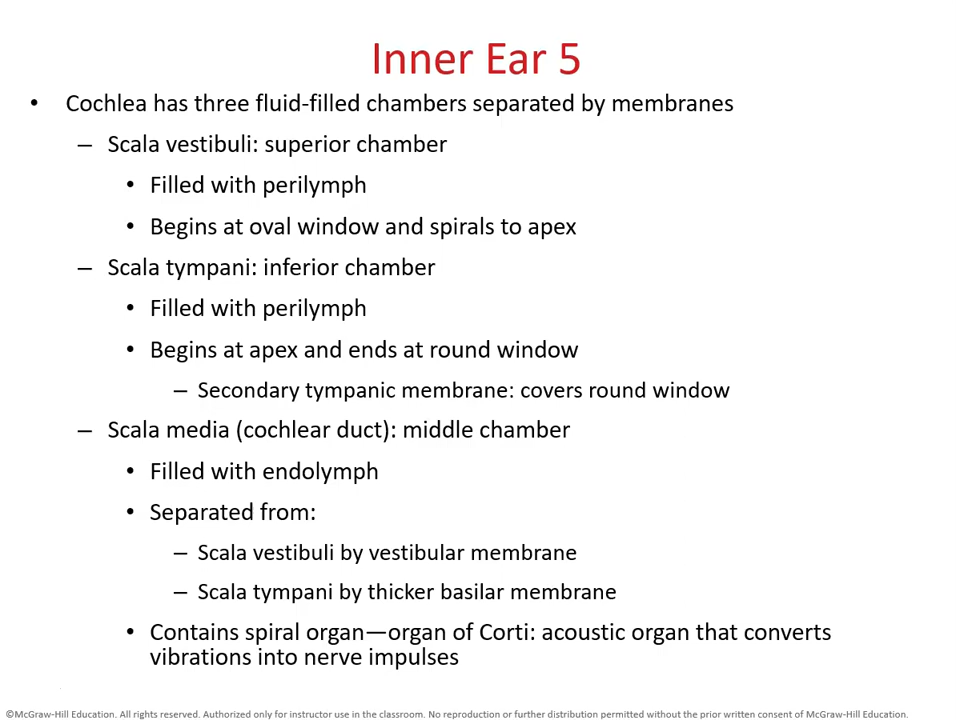 Inner Ear 5
• Cochlea has three fluid-filled chambers separated by membranes
– Scala vestibuli: superior chamber
• Filled with perilymph
• Begins at oval window and spirals to apex
– Scala tympani: inferior chamber
• Filled with perilymph
• Begins at apex and ends at round window
– Secondary tympanic membrane: covers round window
– Scala media (cochlear duct): middle chamber
• Filled with endolymph
• Separated from:
– Scala vestibuli by vestibular membrane
– Scala tympani by thicker basilar membrane
• Contains spiral organ—organ of Corti: acoustic organ that converts
vibrations into nerve impulses
©McGraw-Hill Education. All rights reserved. Authorized only for instructor use in the classroom. No reproduction or further distribution permitted without the prior written consent of McGraw-Hill Education.